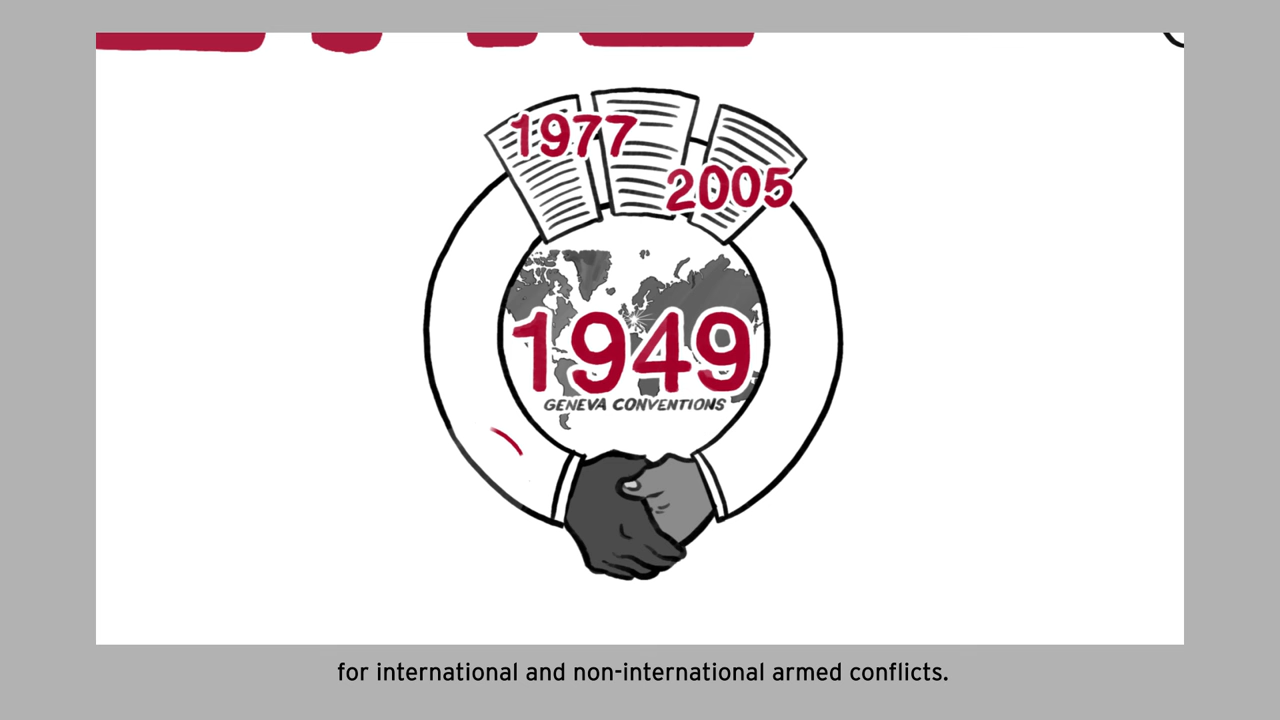 1977
2005
1949
GENEVA CONVENTIONS
for international and non-international armed conflicts.